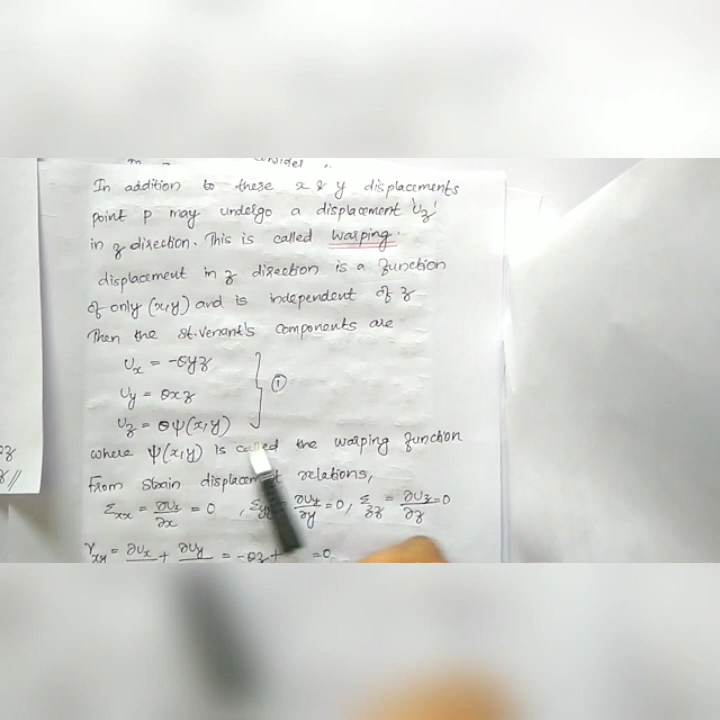 In addition to these x & y displacements
point P may undergo a displacement 'Uz'
in z direction. This is called Warping.
displacement in z direction is a function
of only (x,y) and is independent of z
Then the St. Venant's components are
Ux = -θyz
Uy = θxz
①
Uz = θψ(x,y)
where ψ(x,y) is called the warping function
From strain displacement relations,
εxx = ∂Ux/∂x = 0 , εyy ∂Uy/∂y = 0, εzz = ∂Uz/∂z = 0
γxy = ∂Ux + ∂Uy = -θz + = 0